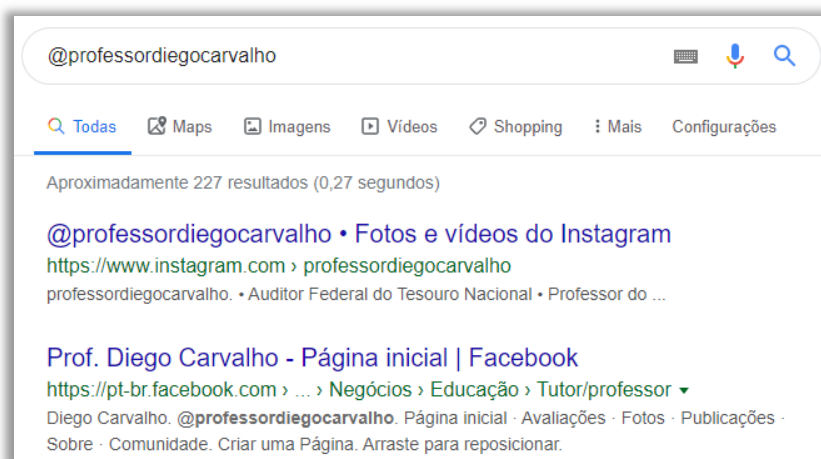 @professordiegocarvalho
Todas Maps Imagens Vídeos Shopping Mais Configurações
Aproximadamente 227 resultados (0,27 segundos)
@professordiegocarvalho • Fotos e vídeos do Instagram
https://www.instagram.com › professordiegocarvalho
professordiegocarvalho. • Auditor Federal do Tesouro Nacional • Professor do ...
Prof. Diego Carvalho - Página inicial | Facebook
https://pt-br.facebook.com › ... › Negócios › Educação › Tutor/professor
Diego Carvalho. @professordiegocarvalho. Página inicial · Avaliações · Fotos · Publicações ·
Sobre · Comunidade. Criar uma Página. Arraste para reposicionar.